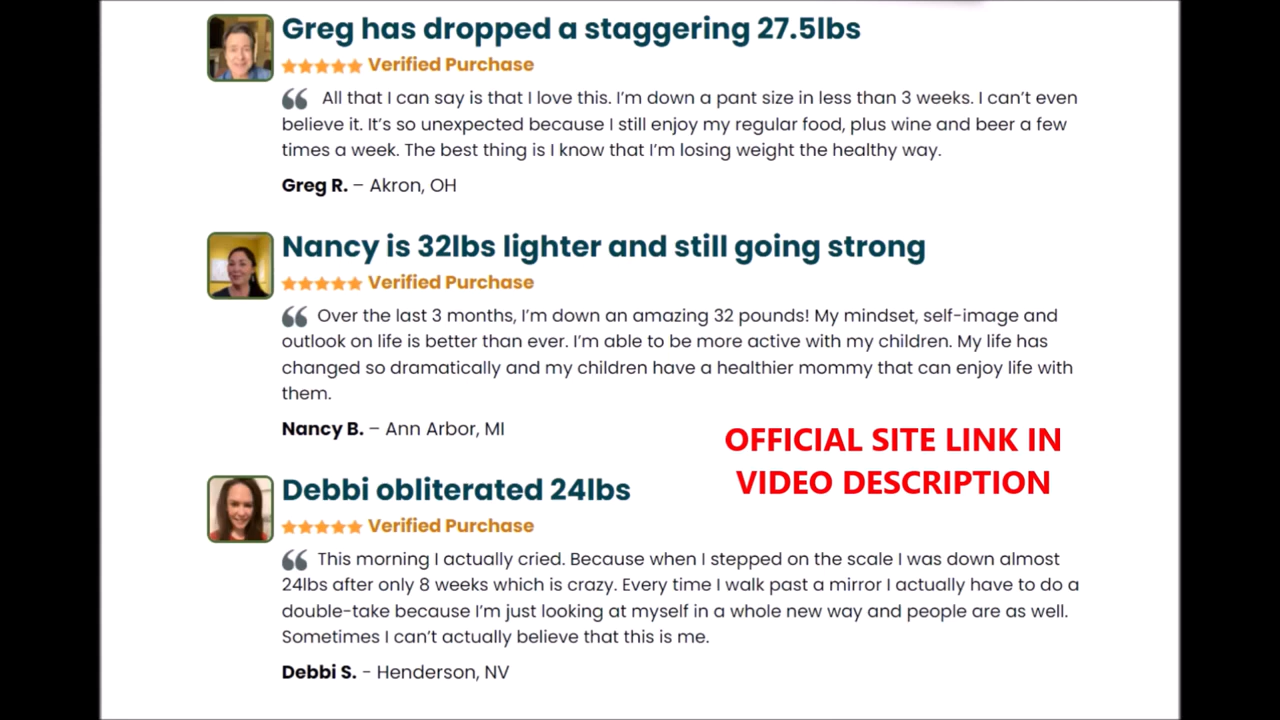 Greg has dropped a staggering 27.5lbs
Verified Purchase
“ All that I can say is that I love this. I’m down a pant size in less than 3 weeks. I can’t even
believe it. It’s so unexpected because I still enjoy my regular food, plus wine and beer a few
times a week. The best thing is I know that I’m losing weight the healthy way.
Greg R. – Akron, OH
Nancy is 32lbs lighter and still going strong
Verified Purchase
“ Over the last 3 months, I’m down an amazing 32 pounds! My mindset, self-image and
outlook on life is better than ever. I’m able to be more active with my children. My life has
changed so dramatically and my children have a healthier mommy that can enjoy life with
them.
Nancy B. – Ann Arbor, MI
OFFICIAL SITE LINK IN
VIDEO DESCRIPTION
Debbi obliterated 24lbs
Verified Purchase
“ This morning I actually cried. Because when I stepped on the scale I was down almost
24lbs after only 8 weeks which is crazy. Every time I walk past a mirror I actually have to do a
double-take because I’m just looking at myself in a whole new way and people are as well.
Sometimes I can’t actually believe that this is me.
Debbi S. - Henderson, NV